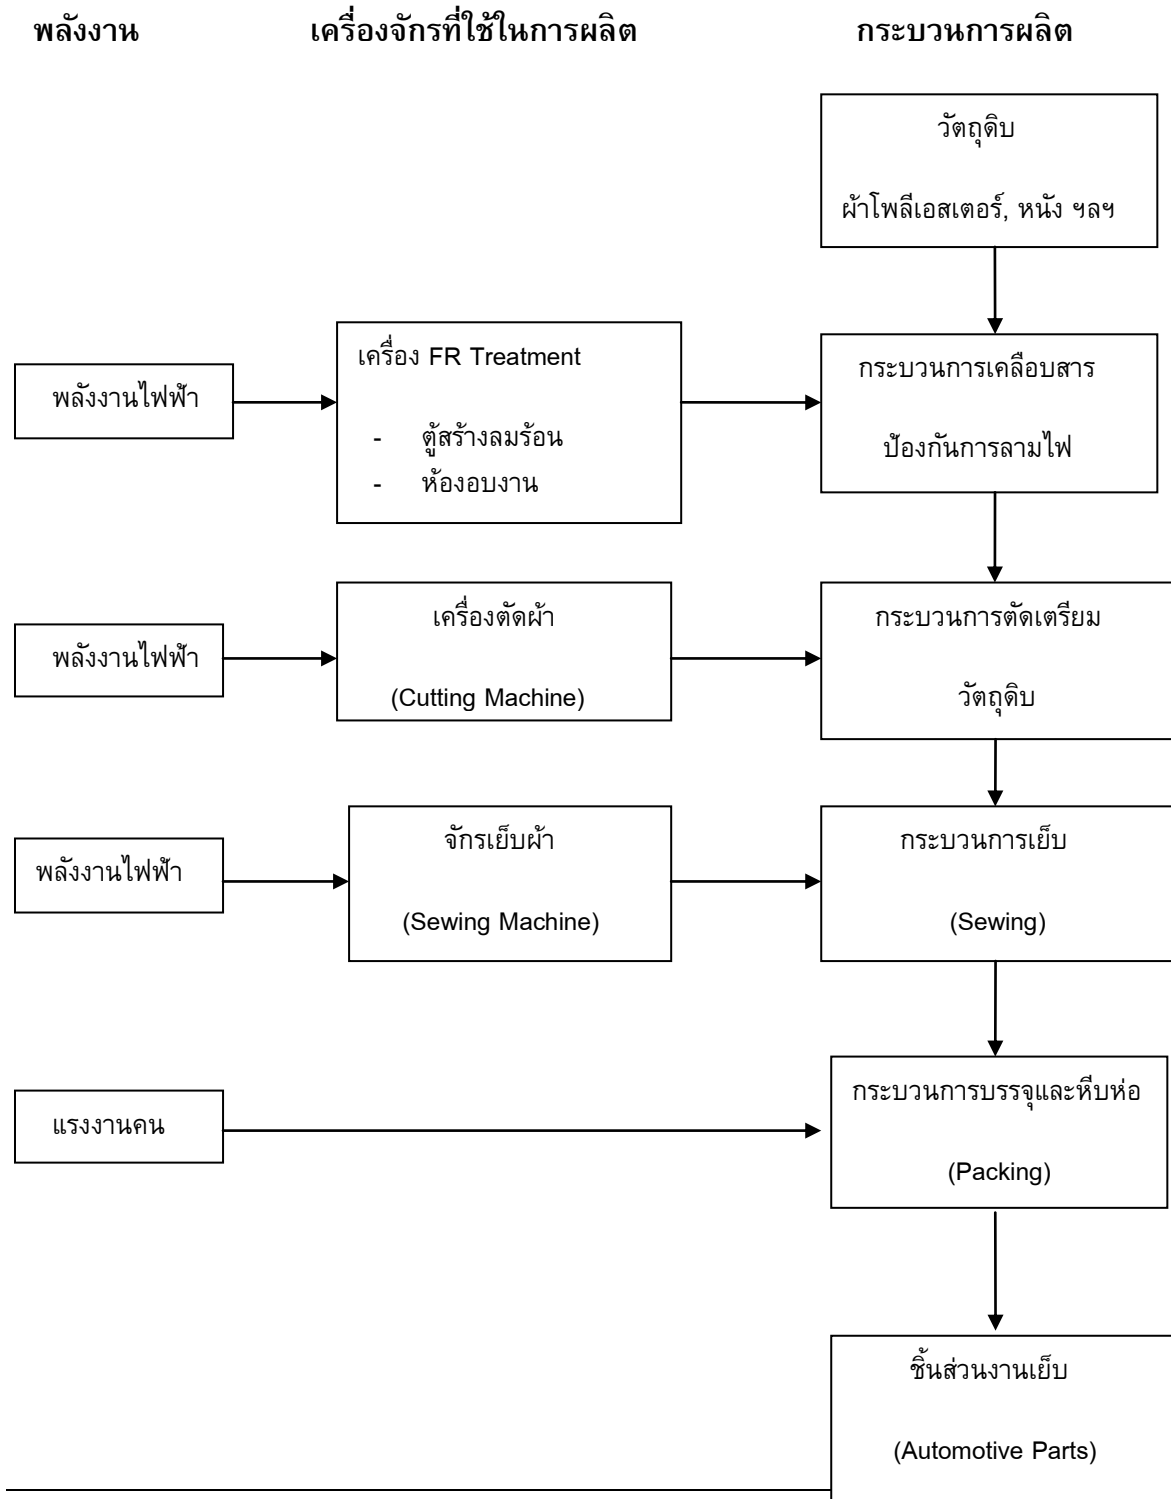 พลังงาน เครื่องจักรที่ใช้ในการผลิต กระบวนการผลิต
วัตถุดิบ
ผ้าโพลีเอสเตอร์, หนัง ฯลฯ
พลังงานไฟฟ้า
เครื่อง FR Treatment
- ตู้สร้างลมร้อน
- ห้องอบงาน
กระบวนการเคลือบสาร
ป้องกันการลามไฟ
พลังงานไฟฟ้า
เครื่องตัดผ้า
(Cutting Machine)
กระบวนการตัดเตรียม
วัตถุดิบ
พลังงานไฟฟ้า
จักรเย็บผ้า
(Sewing Machine)
กระบวนการเย็บ
(Sewing)
แรงงานคน
กระบวนการบรรจุและหีบห่อ
(Packing)
ชิ้นส่วนงานเย็บ
(Automotive Parts)